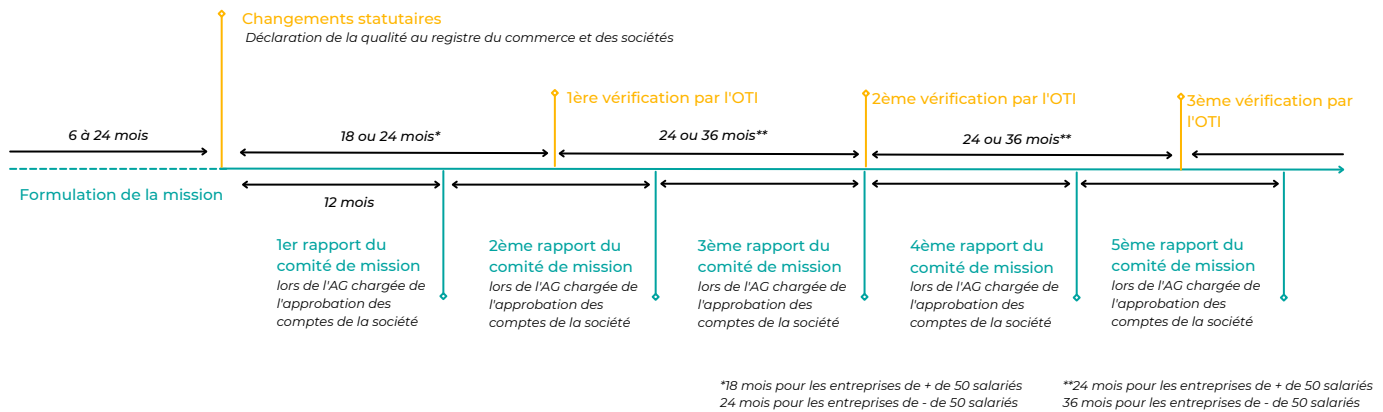 Changements statutaires
Déclaration de la qualité au registre du commerce et des sociétés
1ère vérification par l'OTI
2ème vérification par l'OTI
3ème vérification par
l'OTI
6 à 24 mois
18 ou 24 mois*
24 ou 36 mois**
24 ou 36 mois**
Formulation de la mission
12 mois
1er rapport du
comité de mission
lors de l'AG chargée de
l'approbation des
comptes de la société
2ème rapport du
comité de mission
lors de l'AG chargée de
l'approbation des
comptes de la société
3ème rapport du
comité de mission
lors de l'AG chargée de
l'approbation des
comptes de la société
4ème rapport du
comité de mission
lors de l'AG chargée de
l'approbation des
comptes de la société
5ème rapport du
comité de mission
lors de l'AG chargée de
l'approbation des
comptes de la société
*18 mois pour les entreprises de + de 50 salariés
24 mois pour les entreprises de - de 50 salariés
**24 mois pour les entreprises de + de 50 salariés
36 mois pour les entreprises de - de 50 salariés